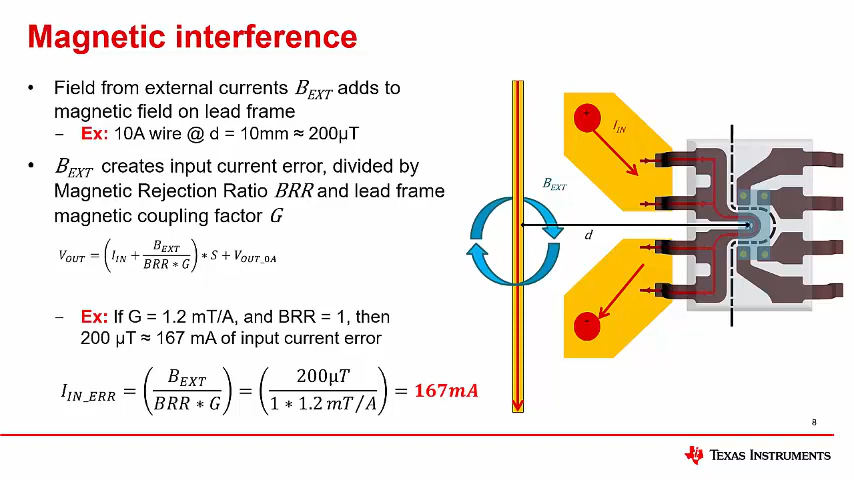 Magnetic interference
• Field from external currents B_EXT adds to
magnetic field on lead frame
– Ex: 10A wire @ d = 10mm ≈ 200µT
• B_EXT creates input current error, divided by
Magnetic Rejection Ratio BRR and lead frame
magnetic coupling factor G
V_OUT = (I_IN + B_EXT / (BRR * G)) * S + V_OUT_0A
– Ex: If G = 1.2 mT/A, and BRR = 1, then
200 µT ≈ 167 mA of input current error
I_IN_ERR = (B_EXT / (BRR * G)) = (200µT / (1 * 1.2 mT/A)) = 167mA
+
I_IN
B_EXT
d
-
8
TEXAS INSTRUMENTS